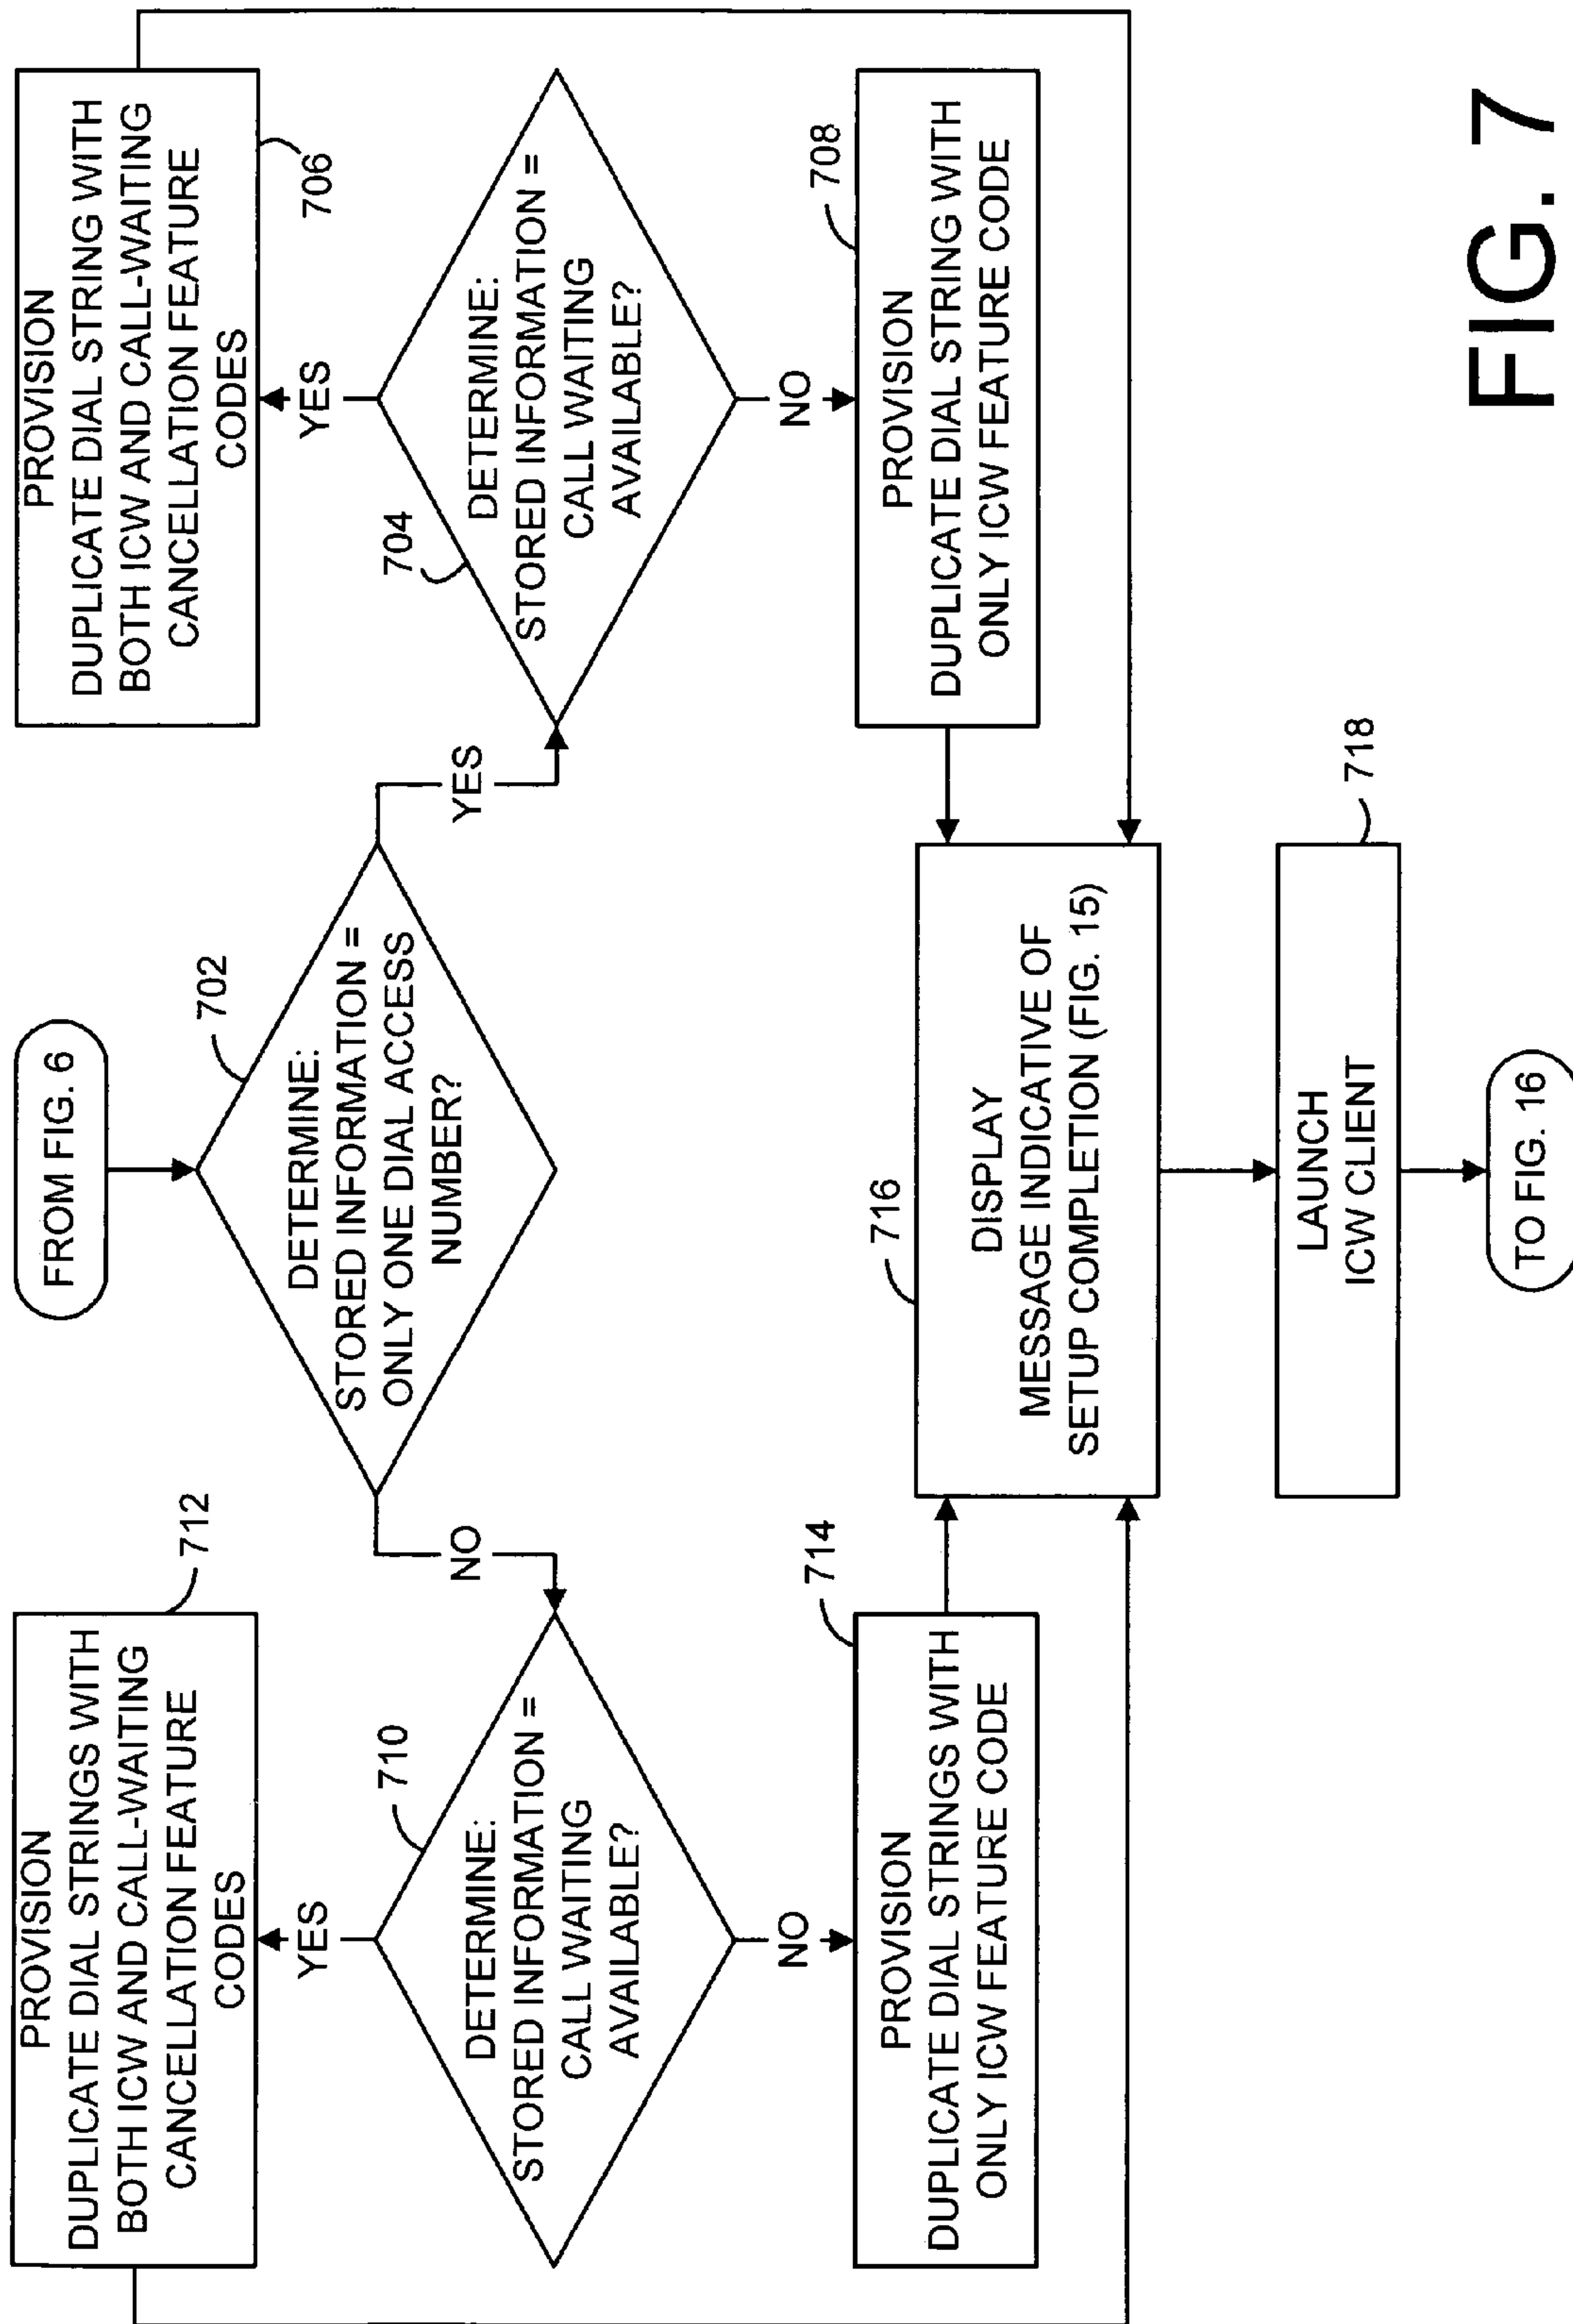 FROM FIG. 6
702
DETERMINE:
STORED INFORMATION =
ONLY ONE DIAL ACCESS
NUMBER?
NO
YES
712
PROVISION
DUPLICATE DIAL STRINGS WITH
BOTH ICW AND CALL-WAITING
CANCELLATION FEATURE
CODES
YES
710
DETERMINE:
STORED INFORMATION =
CALL WAITING
AVAILABLE?
NO
714
PROVISION
DUPLICATE DIAL STRINGS WITH
ONLY ICW FEATURE CODE
PROVISION
DUPLICATE DIAL STRING WITH
BOTH ICW AND CALL-WAITING
CANCELLATION FEATURE
CODES
706
YES
704
DETERMINE:
STORED INFORMATION =
CALL WAITING
AVAILABLE?
NO
708
PROVISION
DUPLICATE DIAL STRING WITH
ONLY ICW FEATURE CODE
716
DISPLAY
MESSAGE INDICATIVE OF
SETUP COMPLETION (FIG. 15)
718
LAUNCH
ICW CLIENT
TO FIG. 16
FIG. 7